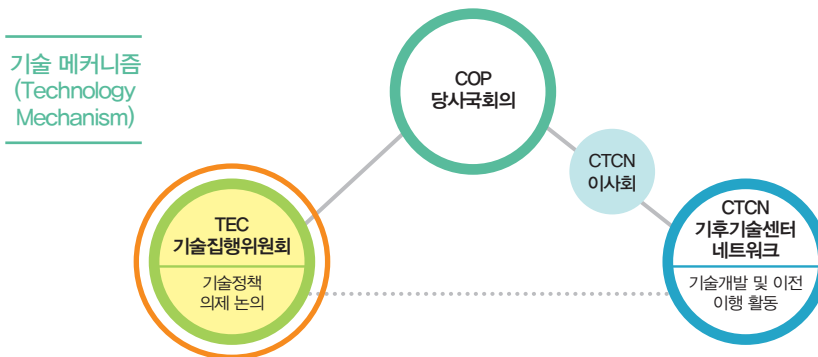 기술 메커니즘
(Technology
Mechanism)
COP
당사국회의
CTCN
이사회
TEC
기술집행위원회
기술정책
의제 논의
CTCN
기후기술센터
네트워크
기술개발 및 이전
이행 활동